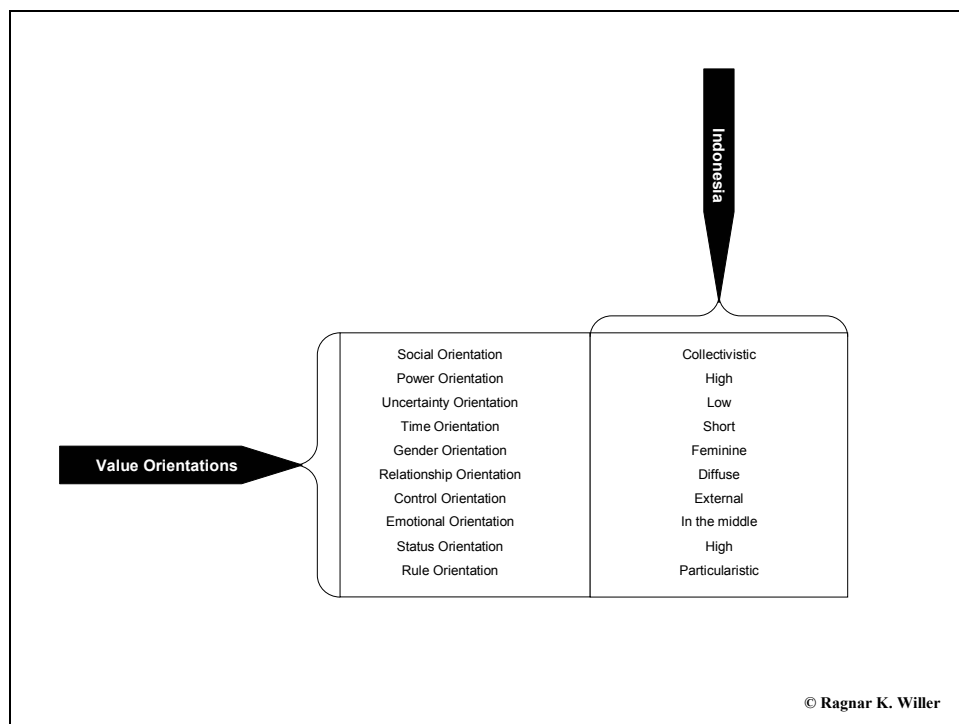 Indonesia
Social Orientation Collectivistic
Power Orientation High
Uncertainty Orientation Low
Time Orientation Short
Gender Orientation Feminine
Value Orientations
Relationship Orientation Diffuse
Control Orientation External
Emotional Orientation In the middle
Status Orientation High
Rule Orientation Particularistic
© Ragnar K. Willer